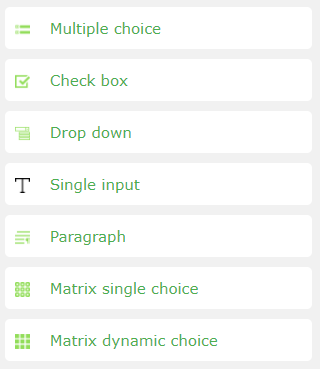 Multiple choice
Check box
Drop down
Single input
Paragraph
Matrix single choice
Matrix dynamic choice